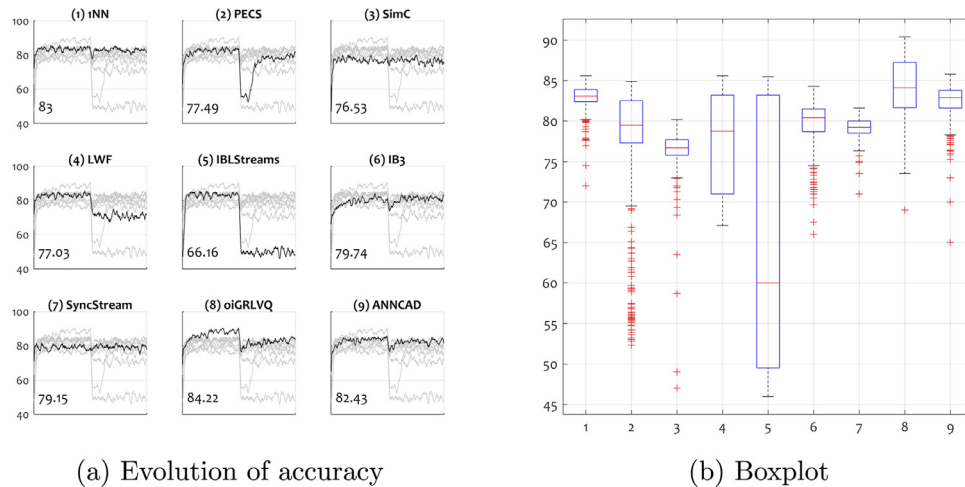 (1) 1NN
(2) PECS
(3) SimC
100
80
60
40
83
77.49
76.53
(4) LWF
(5) IBLStreams
(6) IB3
100
80
60
40
77.03
66.16
79.74
(7) SyncStream
(8) oiGRLVQ
(9) ANNCAD
100
80
60
40
79.15
84.22
82.43
(a) Evolution of accuracy
90
85
80
75
70
65
60
55
50
45
1 2 3 4 5 6 7 8 9
(b) Boxplot